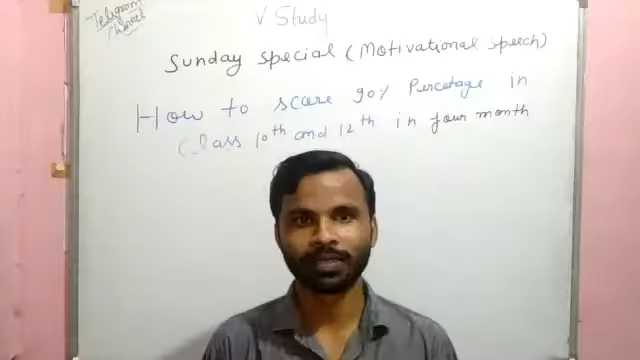 Telegram
Channel
V Study
Sunday Special (Motivational speech)
How to score 90% Percetage in
Class 10th and 12th in four month